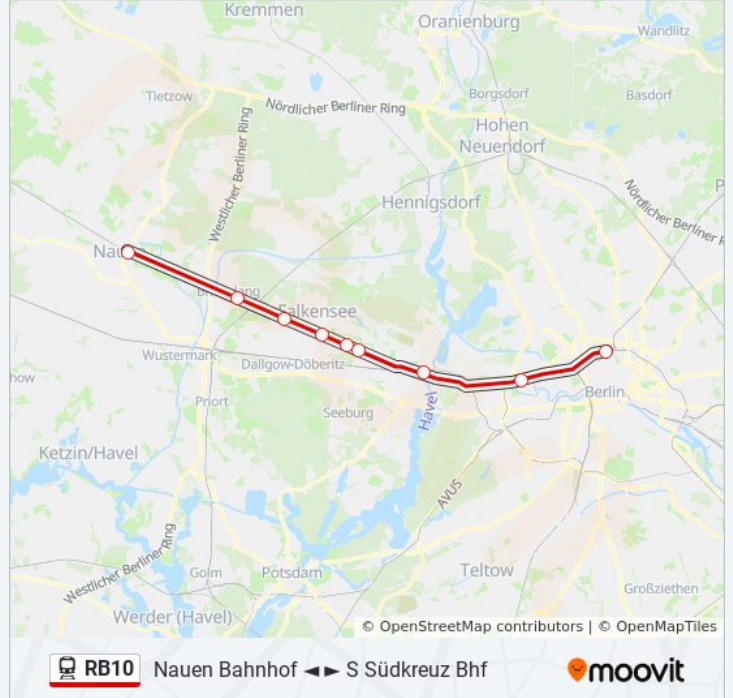 Kremmen
Oranienburg
Wandlitz
Tietzow
Borgsdorf
Basdorf
Nördlicher Berliner Ring
Hohen
Neuendorf
Westlicher Berliner Ring
Hennigsdorf
Nördlicher Berliner R
Falkensee
Wustermark
Dallgow-Döberitz
Berlin
Priort
Seeburg
Havel
Ketzin/Havel
AVUS
Westlicher Berliner Ring
Golm
Potsdam
Teltow
Großziethen
Werder (Havel)
© OpenStreetMap contributors | © OpenMapTiles
RB10 Nauen Bahnhof ◄► S Südkreuz Bhf
moovit